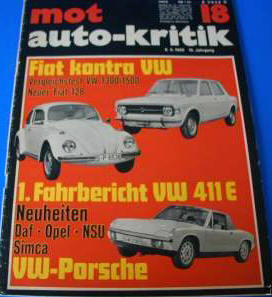 mot
18
auto-kritik
Fiat kontra VW
Vergleichstest VW 1300/1500
Neuer Fiat 128
1. Fahrbericht VW 411 E
Neuheiten
Daf · Opel · NSU
Simca
VW-Porsche